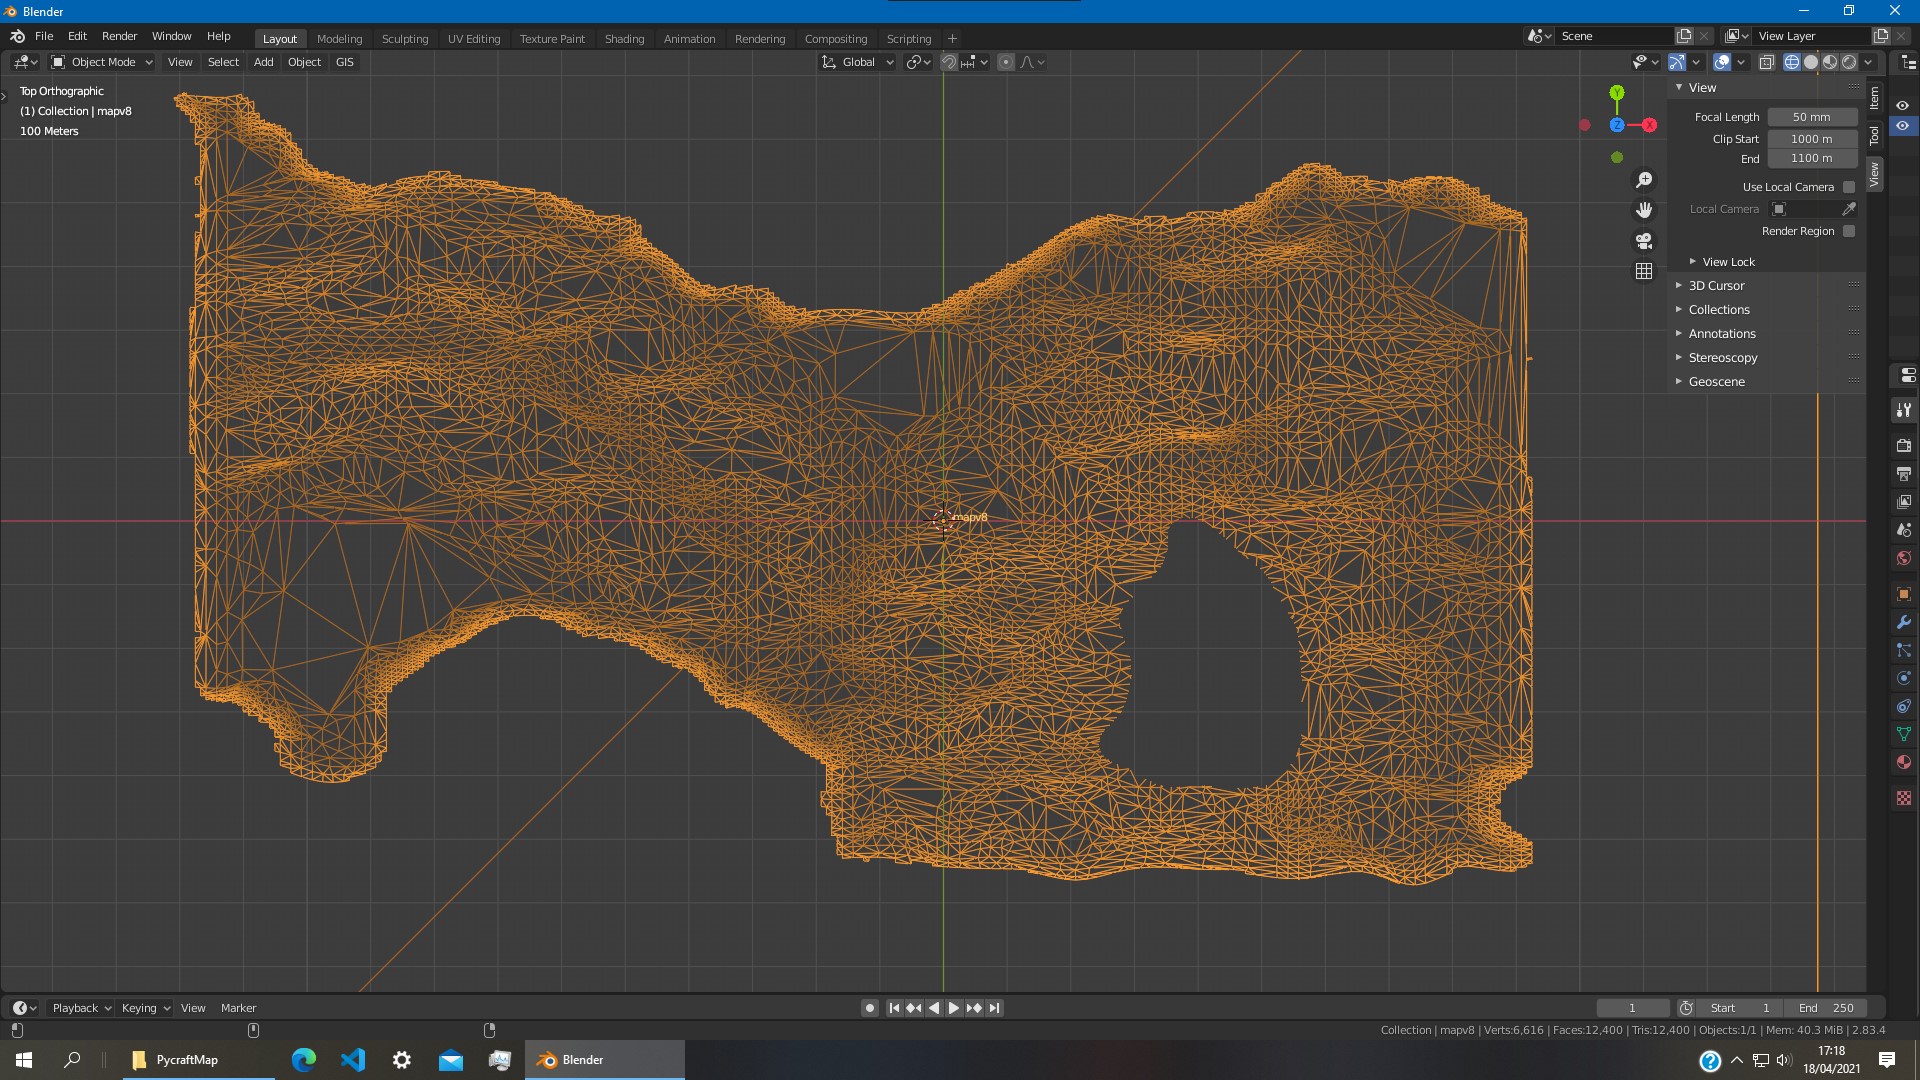 Blender
File Edit Render Window Help Layout Modeling Sculpting UV Editing Texture Paint Shading Animation Rendering Compositing Scripting + Scene View Layer
Object Mode View Select Add Object GIS Global
Top Orthographic
(1) Collection | mapv8
100 Meters
Y
Z X
View
Focal Length 50 mm
Clip Start 1000 m
End 1100 m
Use Local Camera
Local Camera
Render Region
View Lock
3D Cursor
Collections
Annotations
Stereoscopy
Geoscene
Item
Tool
View
mapv8
Playback Keying View Marker 1 Start 1 End 250
Collection | mapv8 | Verts:6,616 | Faces:12,400 | Tris:12,400 | Objects:1/1 | Mem: 40.3 MiB | 2.83.4
PycraftMap Blender
17:18
18/04/2021